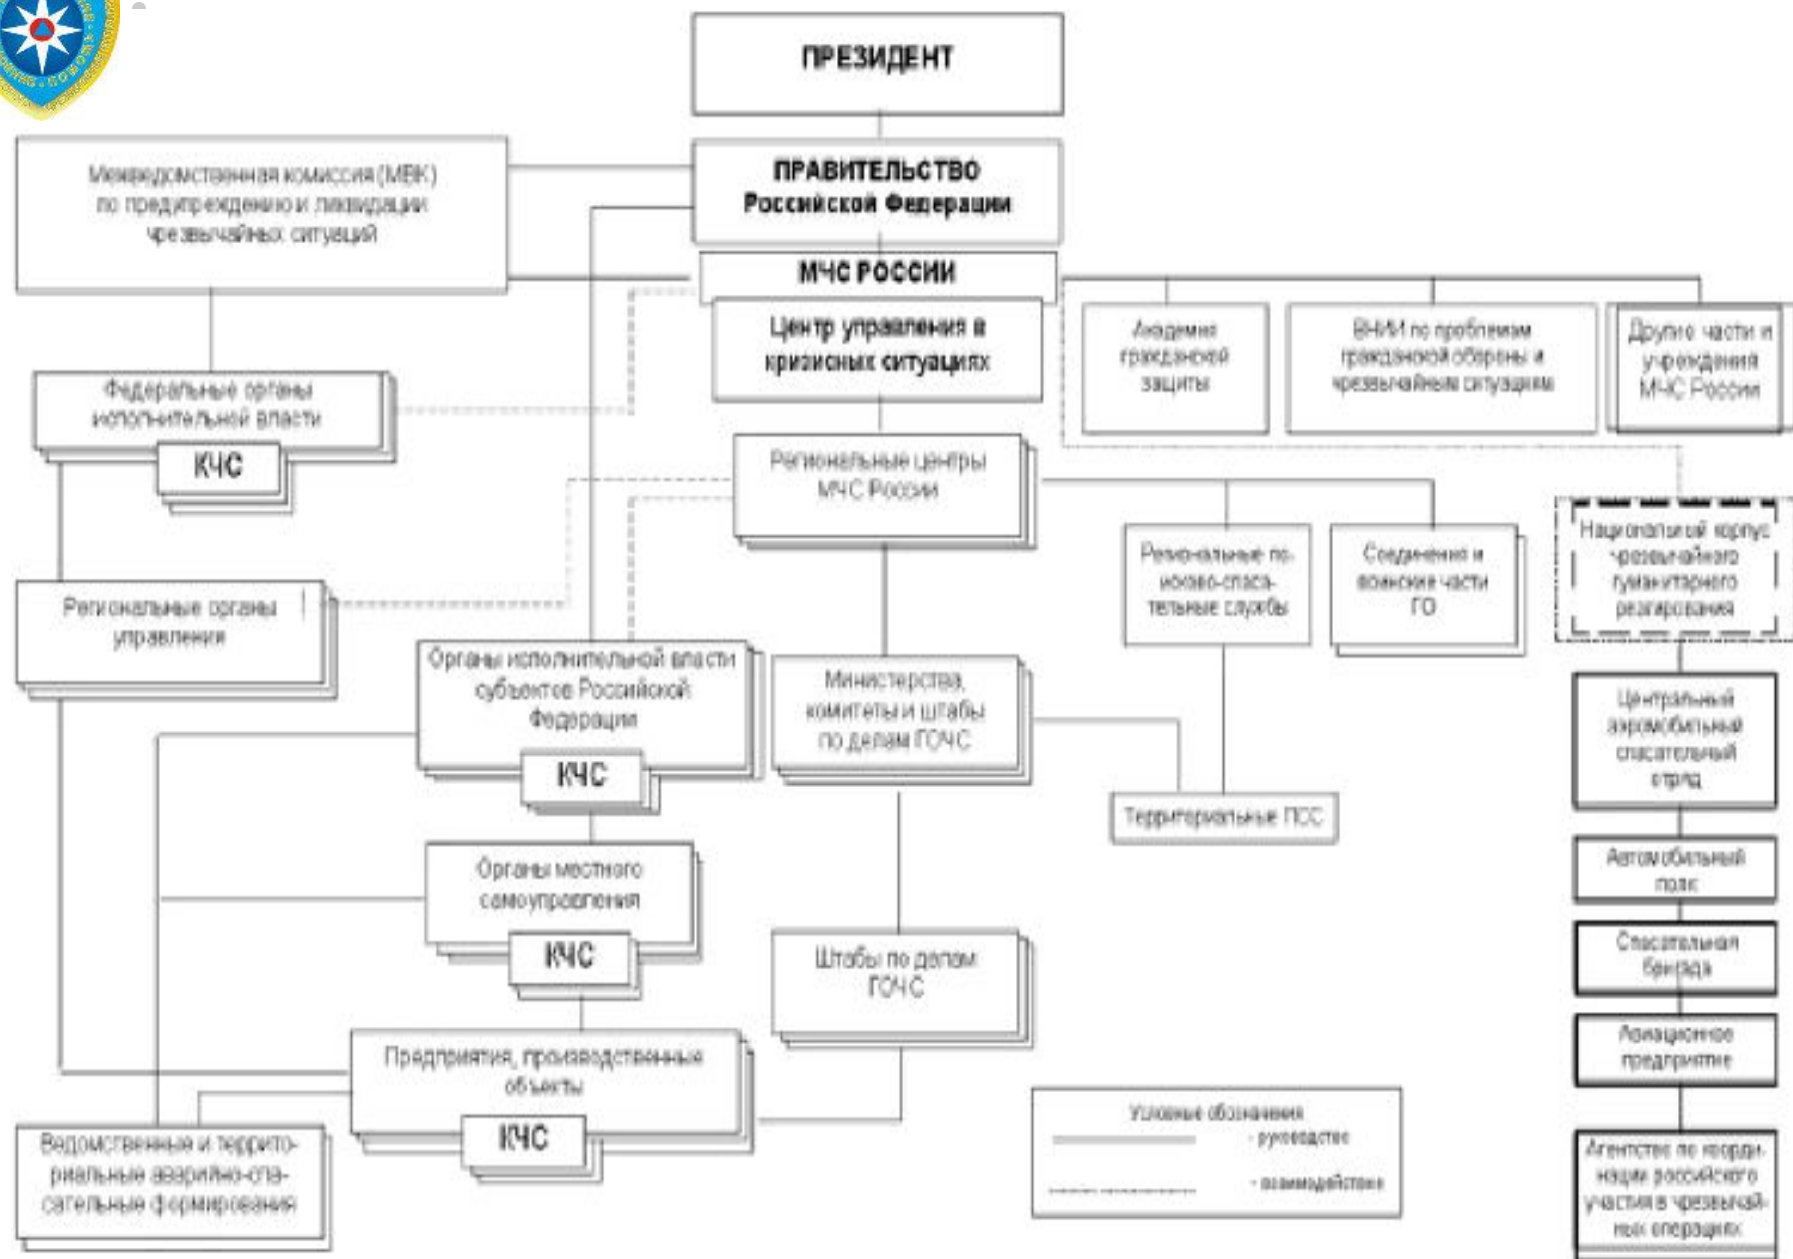 ПРЕЗИДЕНТ
Межведомственная комиссия (МВК)
по предупреждению и ликвидации
чрезвычайных ситуаций
ПРАВИТЕЛЬСТВО
Российской Федерации
МЧС РОССИИ
Центр управления в
кризисных ситуациях
Академия
гражданской
защиты
ВНИИ по проблемам
гражданской обороны и
чрезвычайным ситуациям
Другие части и
учреждения
МЧС России
Федеральные органы
исполнительной власти
КЧС
Региональные центры
МЧС России
Региональные по-
исково-спаса-
тельные службы
Соединения и
воинские части
ГО
Национальный корпус
чрезвычайного
гуманитарного
реагирования
Региональные органы
управления
Органы исполнительной власти
субъектов Российской
Федерации
КЧС
Министерства,
комитеты и штабы
по делам ГОЧС
Центральный
аэромобильный
спасательный
отряд
Территориальные ПСС
Органы местного
самоуправления
КЧС
Автомобильный
полк
Штабы по делам
ГОЧС
Спасательная
бригада
Авиационное
предприятие
Предприятия, производственные
объекты
КЧС
Ведомственные и террито-
риальные аварийно-спа-
сательные формирования
Условные обозначения
- руководство
- взаимодействие
Агентство по коорди-
нации российского
участия в чрезвычай-
ных операциях